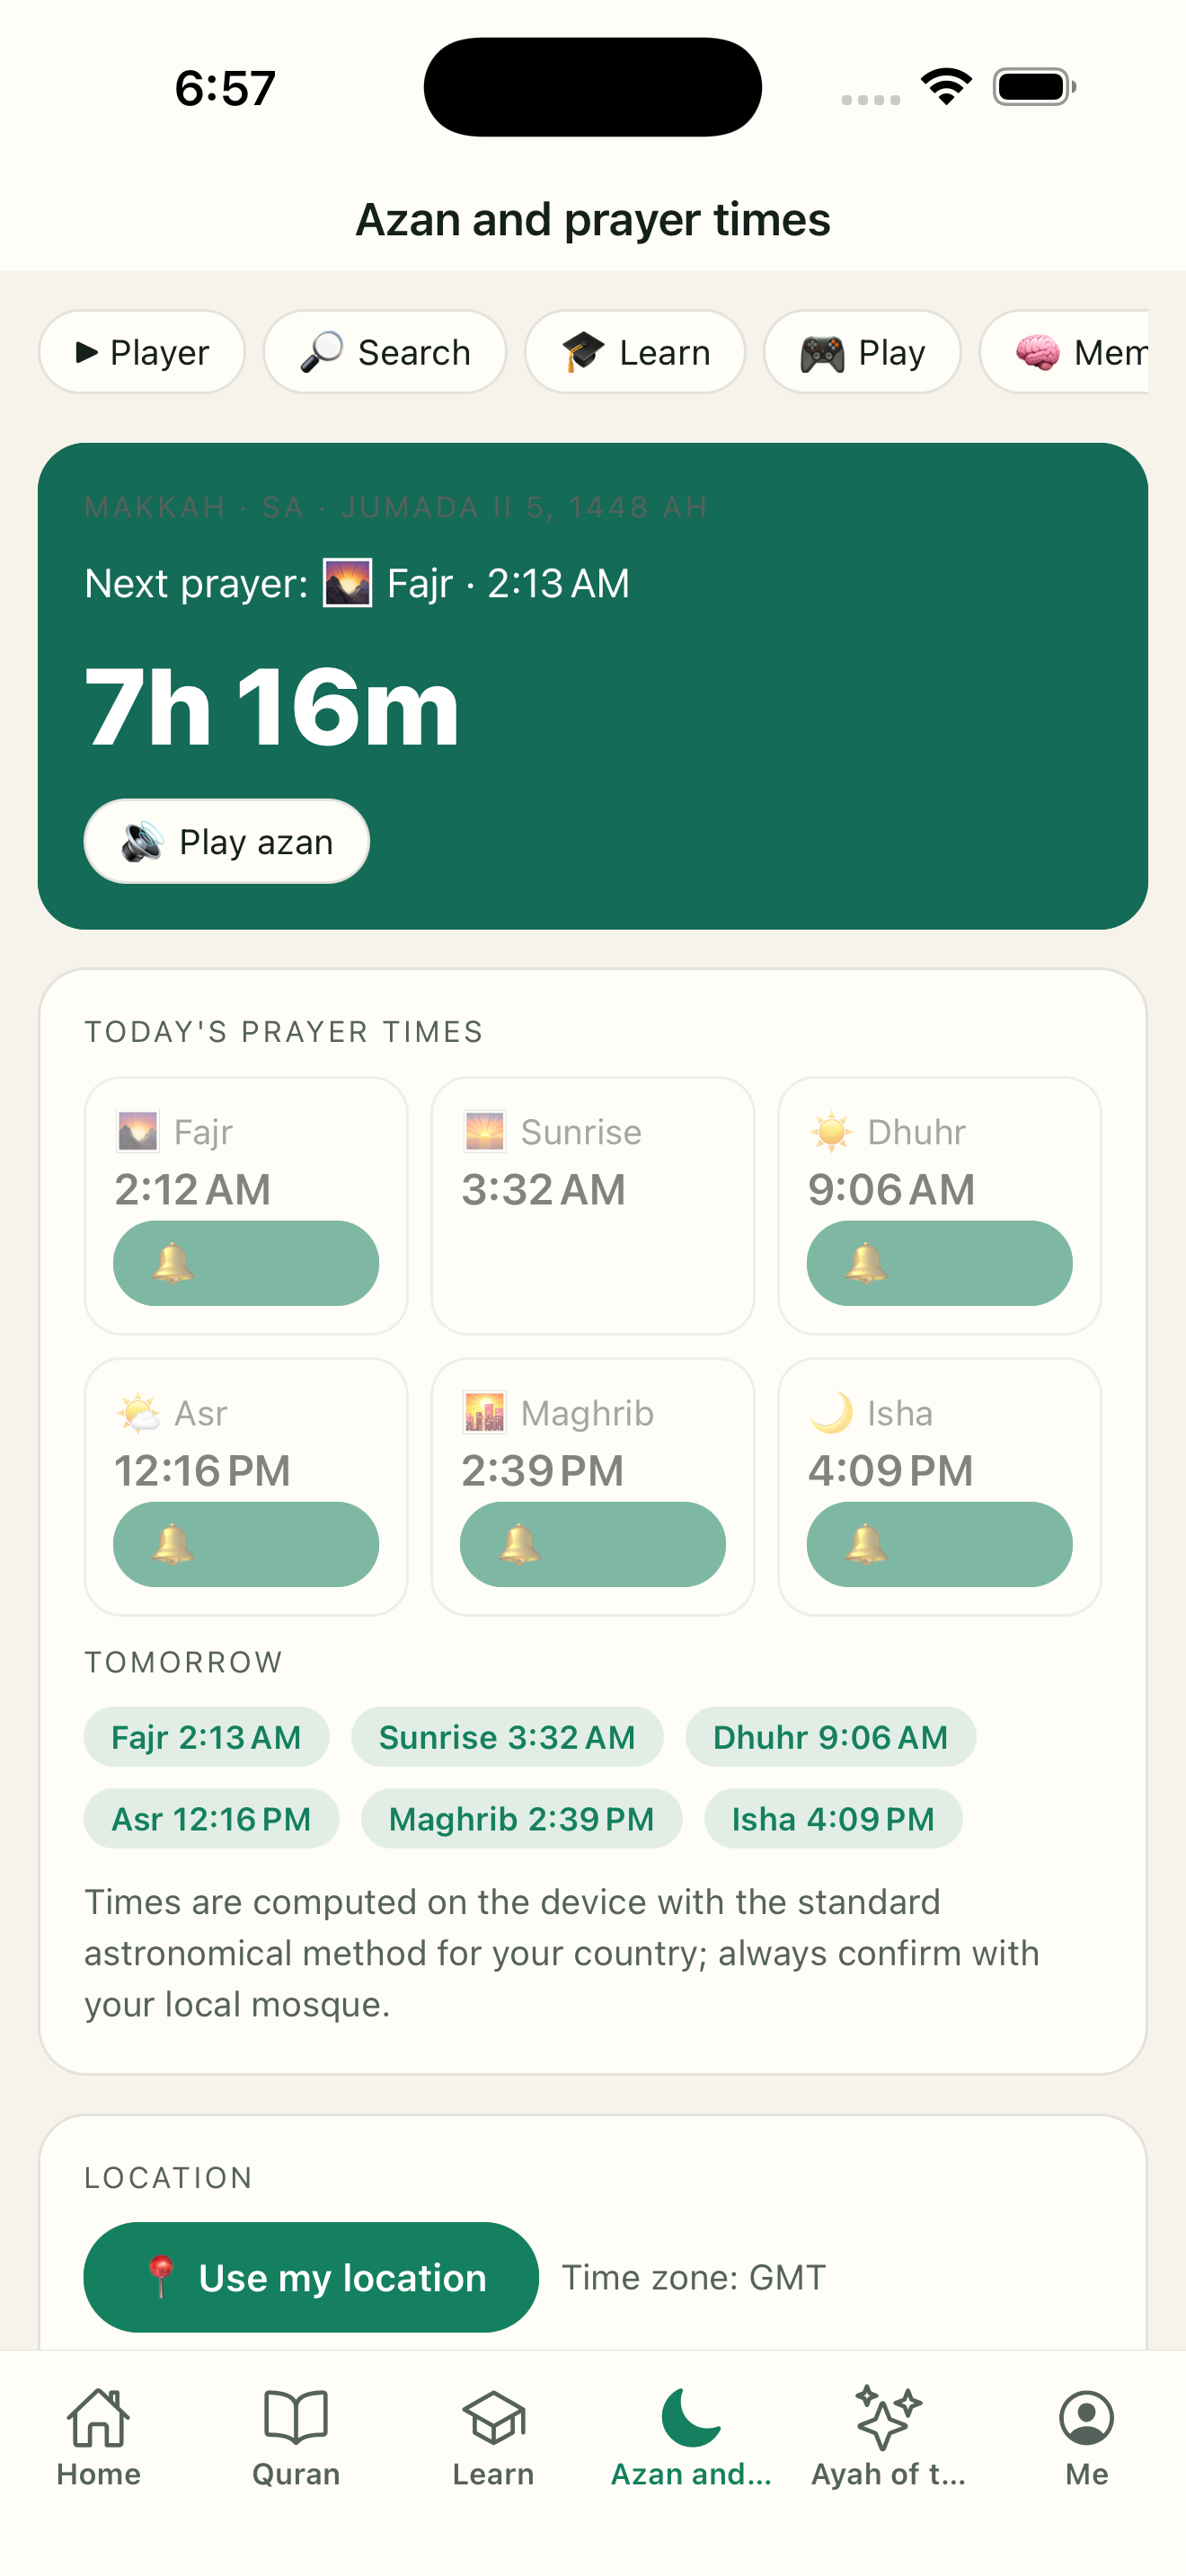 6:57
Azan and prayer times
Player Search Learn Play Mem
MAKKAH · SA · JUMADA II 5, 1448 AH
Next prayer: Fajr · 2:13 AM
7h 16m
Play azan
TODAY'S PRAYER TIMES
Fajr Sunrise Dhuhr
2:12 AM 3:32 AM 9:06 AM
Asr Maghrib Isha
12:16 PM 2:39 PM 4:09 PM
TOMORROW
Fajr 2:13 AM Sunrise 3:32 AM Dhuhr 9:06 AM
Asr 12:16 PM Maghrib 2:39 PM Isha 4:09 PM
Times are computed on the device with the standard
astronomical method for your country; always confirm with
your local mosque.
LOCATION
Use my location Time zone: GMT
Home Quran Learn Azan and... Ayah of t... Me